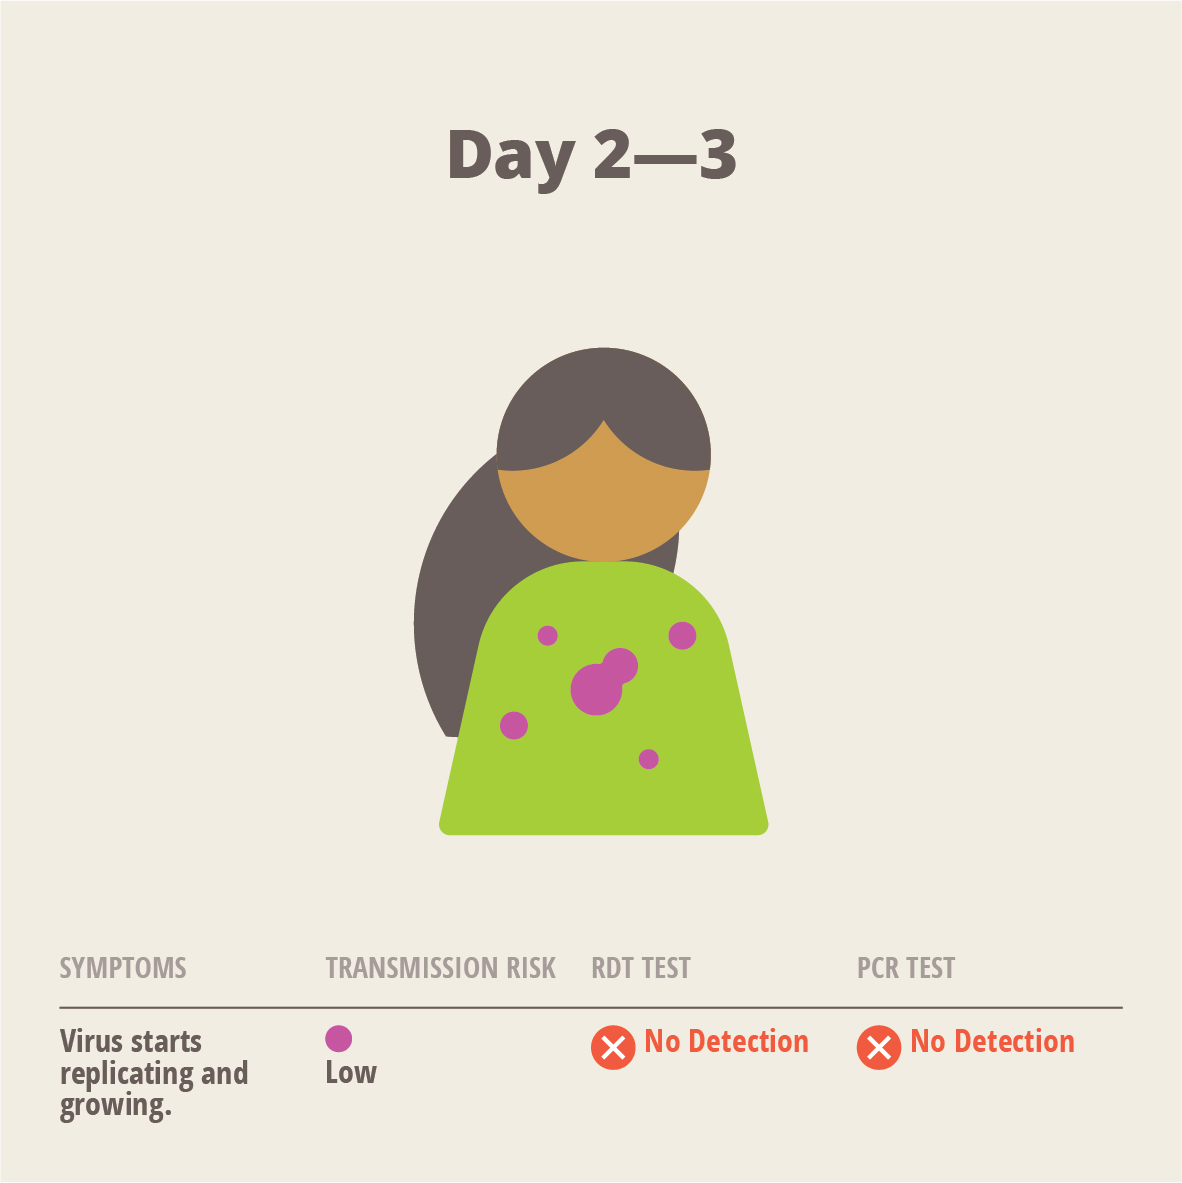 Day 2—3
SYMPTOMS
TRANSMISSION RISK
RDT TEST
PCR TEST
Virus starts
replicating and
growing.
Low
No Detection
No Detection